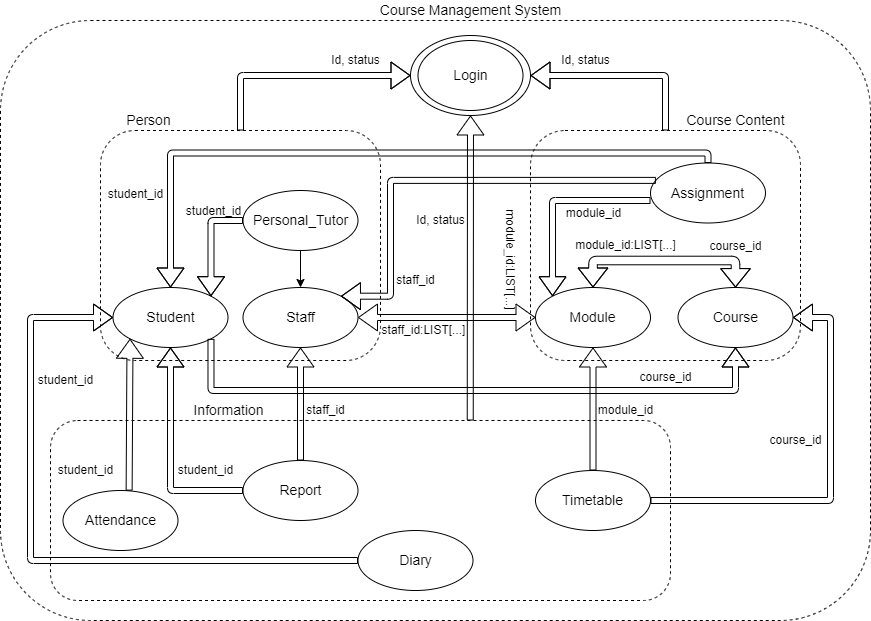 Course Management System
Id, status
Id, status
Login
Person
Course Content
student_id
student_id
Personal_Tutor
Id, status
module_id:LIST[...]
module_id
Assignment
module_id:LIST[...]
course_id
staff_id
Student
Staff
Module
Course
staff_id:LIST[...]
student_id
course_id
Information
staff_id
module_id
course_id
student_id
student_id
Report
Timetable
Attendance
Diary